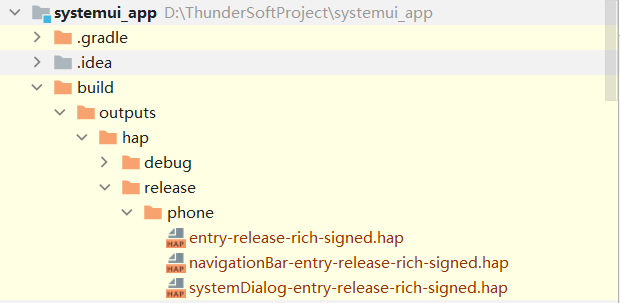 systemui_app D:\ThunderSoftProject\systemui_app
.gradle
.idea
build
outputs
hap
debug
release
phone
HAP entry-release-rich-signed.hap
HAP navigationBar-entry-release-rich-signed.hap
HAP systemDialog-entry-release-rich-signed.hap